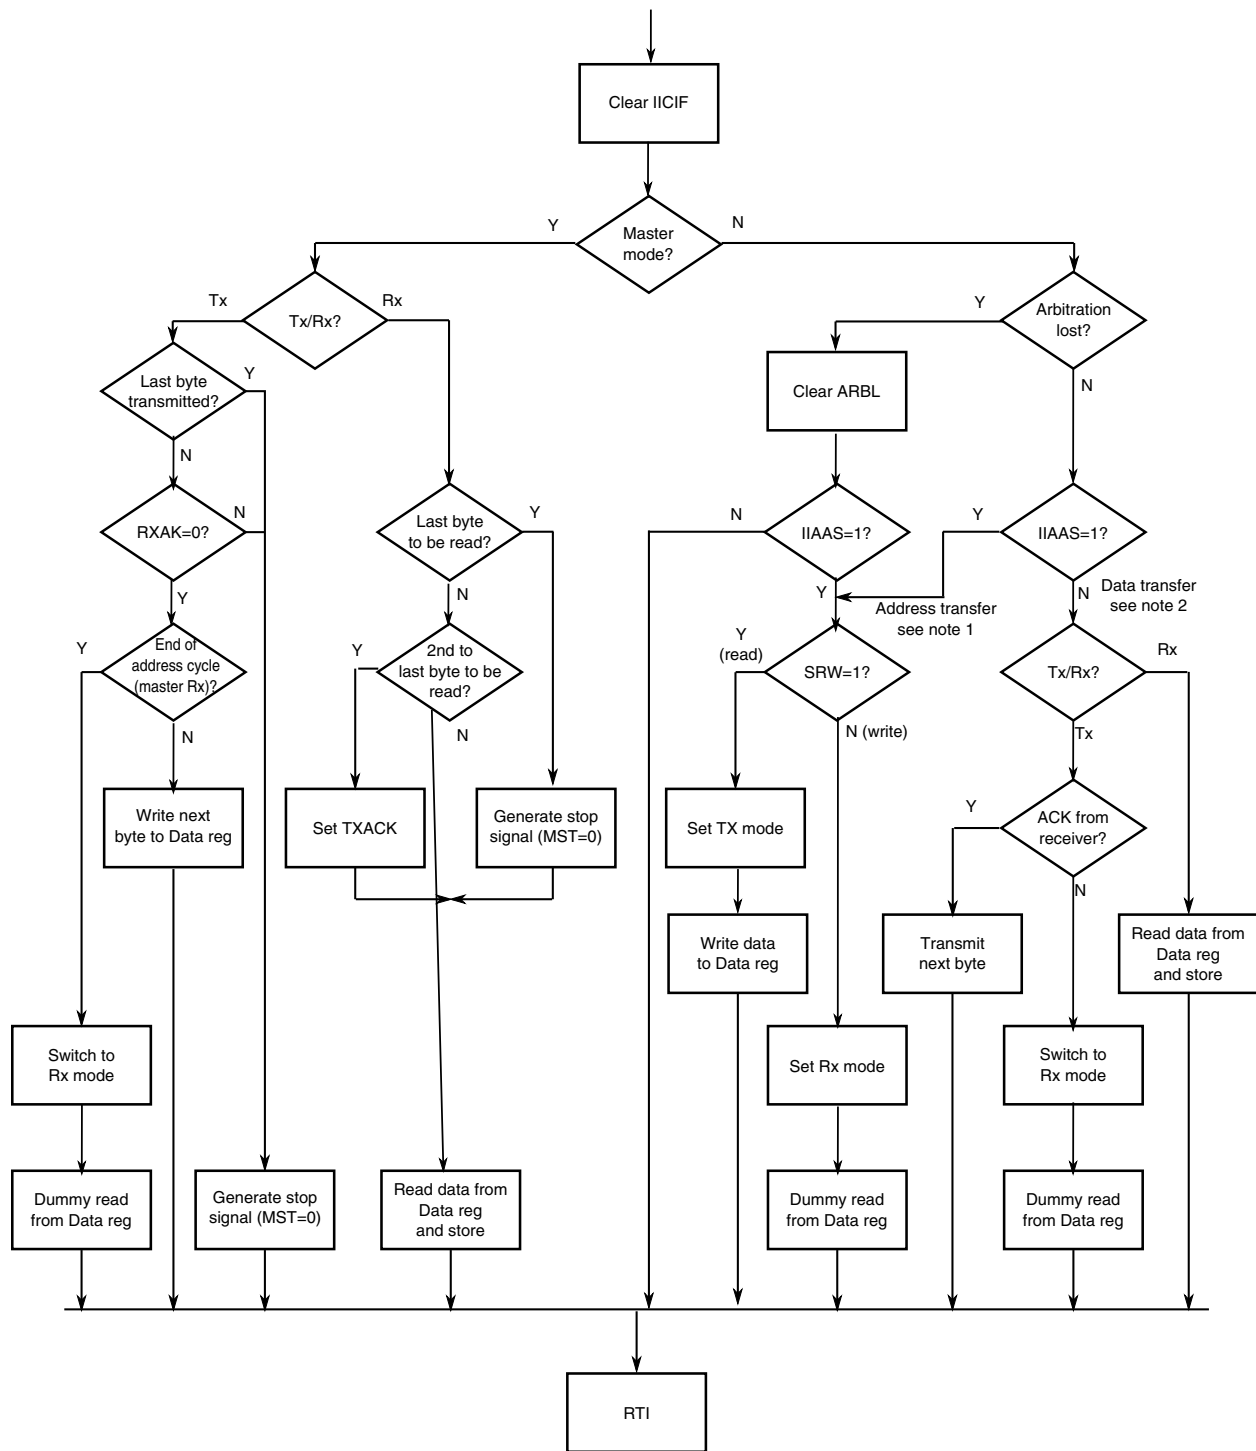 Clear IICIF
Y
N
Master
mode?
Tx
Rx
Tx/Rx?
Y
Arbitration
lost?
Last byte
transmitted?
Y
Clear ARBL
N
N
RXAK=0?
N
Last byte
to be read?
Y
N
IIAAS=1?
Y
IIAAS=1?
Y
N
Y
N
Data transfer
see note 2
Address transfer
see note 1
Y
End of
address cycle
(master Rx)?
Y
2nd to
last byte to be
read?
Y
(read)
SRW=1?
Tx/Rx?
Rx
N
N
N (write)
Tx
Write next
byte to Data reg
Set TXACK
Generate stop
signal (MST=0)
Set TX mode
Y
ACK from
receiver?
N
Write data
to Data reg
Transmit
next byte
Read data from
Data reg
and store
Switch to
Rx mode
Set Rx mode
Switch to
Rx mode
Dummy read
from Data reg
Generate stop
signal (MST=0)
Read data from
Data reg
and store
Dummy read
from Data reg
Dummy read
from Data reg
RTI